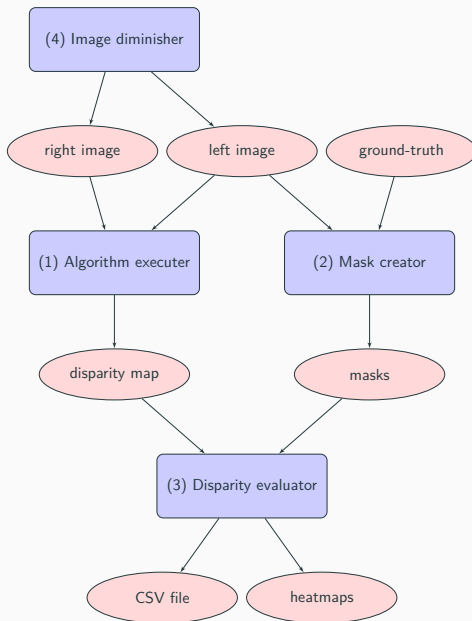 (4) Image diminisher
right image
left image
ground-truth
(1) Algorithm executer
(2) Mask creator
disparity map
masks
(3) Disparity evaluator
CSV file
heatmaps